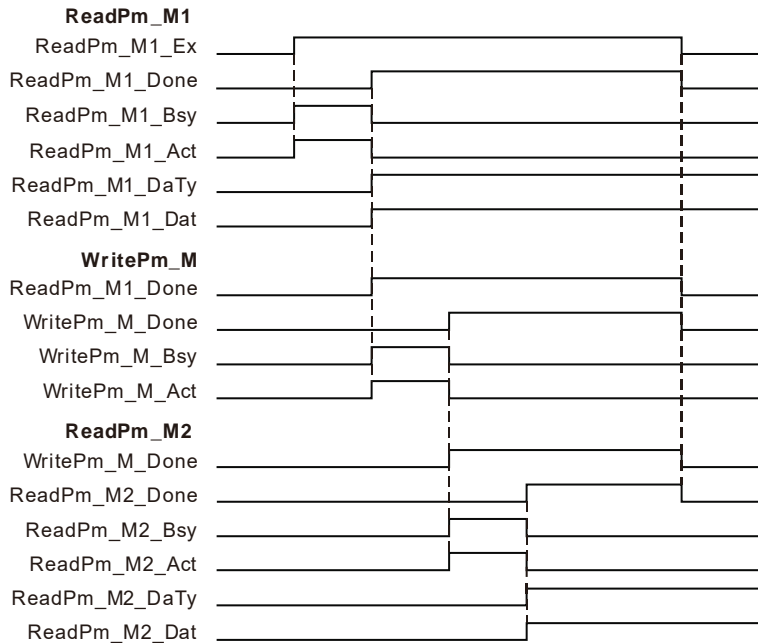 ReadPm_M1
ReadPm_M1_Ex
ReadPm_M1_Done
ReadPm_M1_Bsy
ReadPm_M1_Act
ReadPm_M1_DaTy
ReadPm_M1_Dat
WritePm_M
ReadPm_M1_Done
WritePm_M_Done
WritePm_M_Bsy
WritePm_M_Act
ReadPm_M2
WritePm_M_Done
ReadPm_M2_Done
ReadPm_M2_Bsy
ReadPm_M2_Act
ReadPm_M2_DaTy
ReadPm_M2_Dat